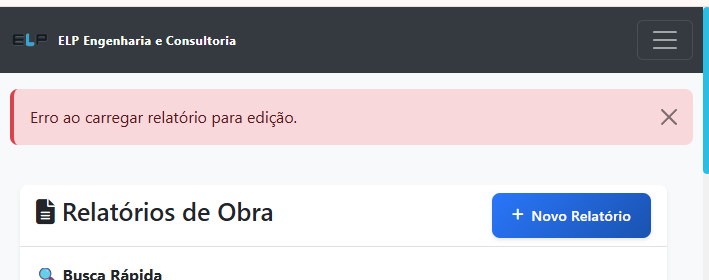 ELP ELP Engenharia e Consultoria
Erro ao carregar relatório para edição.
Relatórios de Obra
+ Novo Relatório
Busca Rápida